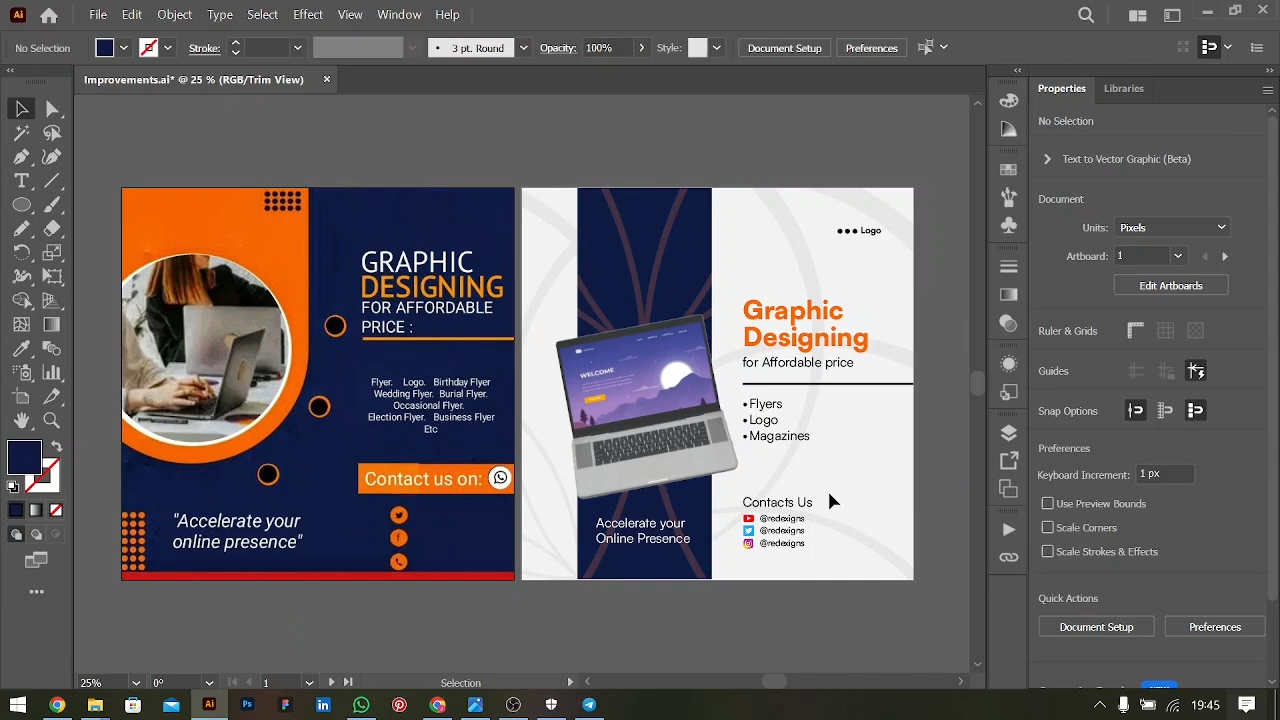 Ai File Edit Object Type Select Effect View Window Help
No Selection Stroke: 3 pt. Round Opacity: 100% Style: Document Setup Preferences
Improvements.ai* @ 25 % (RGB/Trim View) ×
Properties Libraries
No Selection
Text to Vector Graphic (Beta)
Document
Units: Pixels
Artboard: 1
Edit Artboards
Ruler & Grids
Guides
Snap Options
Preferences
Keyboard Increment: 1 px
Use Preview Bounds
Scale Corners
Scale Strokes & Effects
Quick Actions
Document Setup Preferences
GRAPHIC
DESIGNING
FOR AFFORDABLE
PRICE :
Flyer. Logo. Birthday Flyer
Wedding Flyer. Burial Flyer.
Occasional Flyer.
Election Flyer. Business Flyer
Etc
Contact us on:
"Accelerate your
online presence"
Logo
Graphic
Designing
for Affordable price
• Flyers
• Logo
• Magazines
WELCOME
Contacts Us
@redexigns
@redexigns
@redexigns
Accelerate your
Online Presence
25% 0° 1 Selection
Ai Ps 19:45